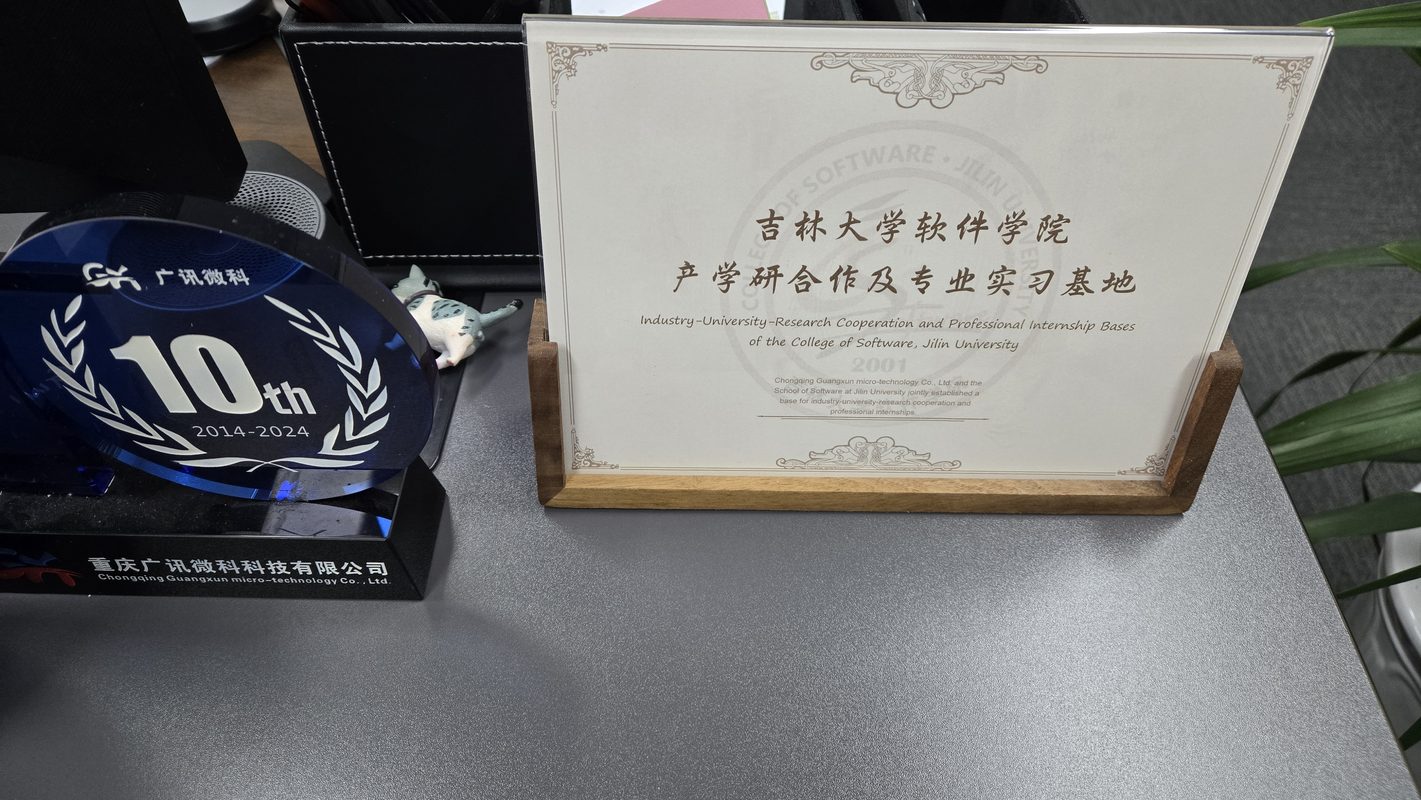 广讯微科
10th
2014-2024
重庆广讯微科科技有限公司
Chongqing Guangxun micro-technology Co., Ltd.
COLLEGE OF SOFTWARE • JILIN UNIVERSITY
吉林大学软件学院
产学研合作及专业实习基地
Industry-University-Research Cooperation and Professional Internship Bases
of the College of Software, Jilin University
2001
Chongqing Guangxun micro-technology Co., Ltd. and the
School of Software at Jilin University jointly established a
base for industry-university-research cooperation and
professional internships.